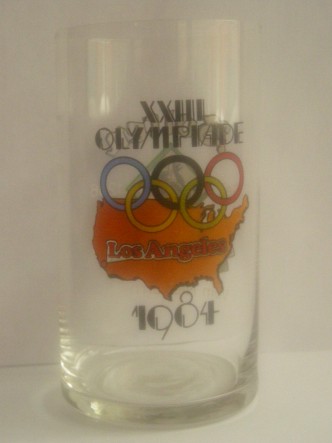 XXIII.
OLYMPIADE
Los Angeles
1984